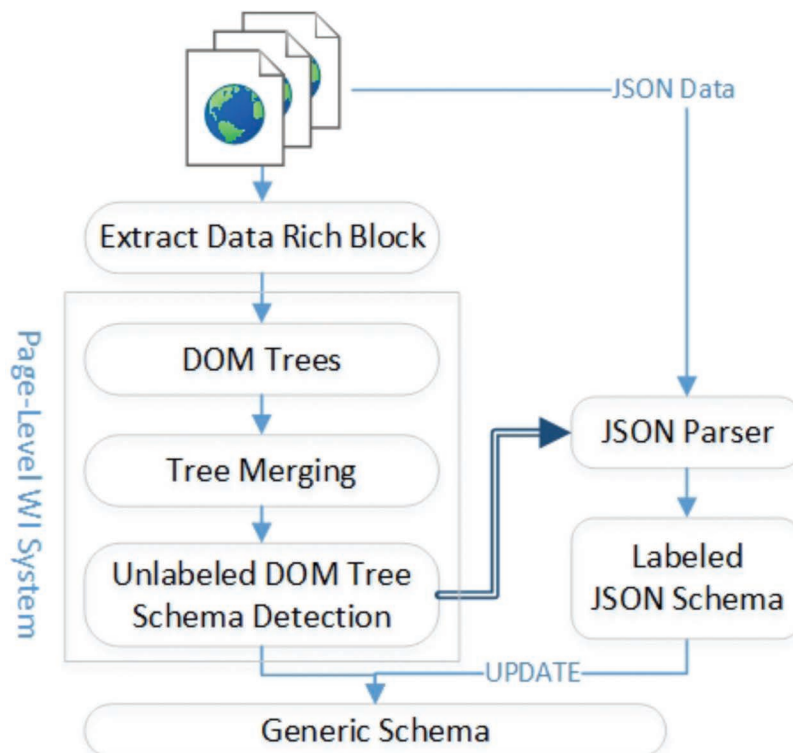 JSON Data
Extract Data Rich Block
Page-Level WI System
DOM Trees
Tree Merging
Unlabeled DOM Tree
Schema Detection
JSON Parser
Labeled
JSON Schema
UPDATE
Generic Schema